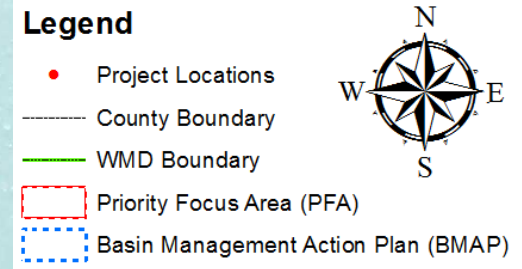 Legend
N
W
E
S
Project Locations
County Boundary
WMD Boundary
Priority Focus Area (PFA)
Basin Management Action Plan (BMAP)